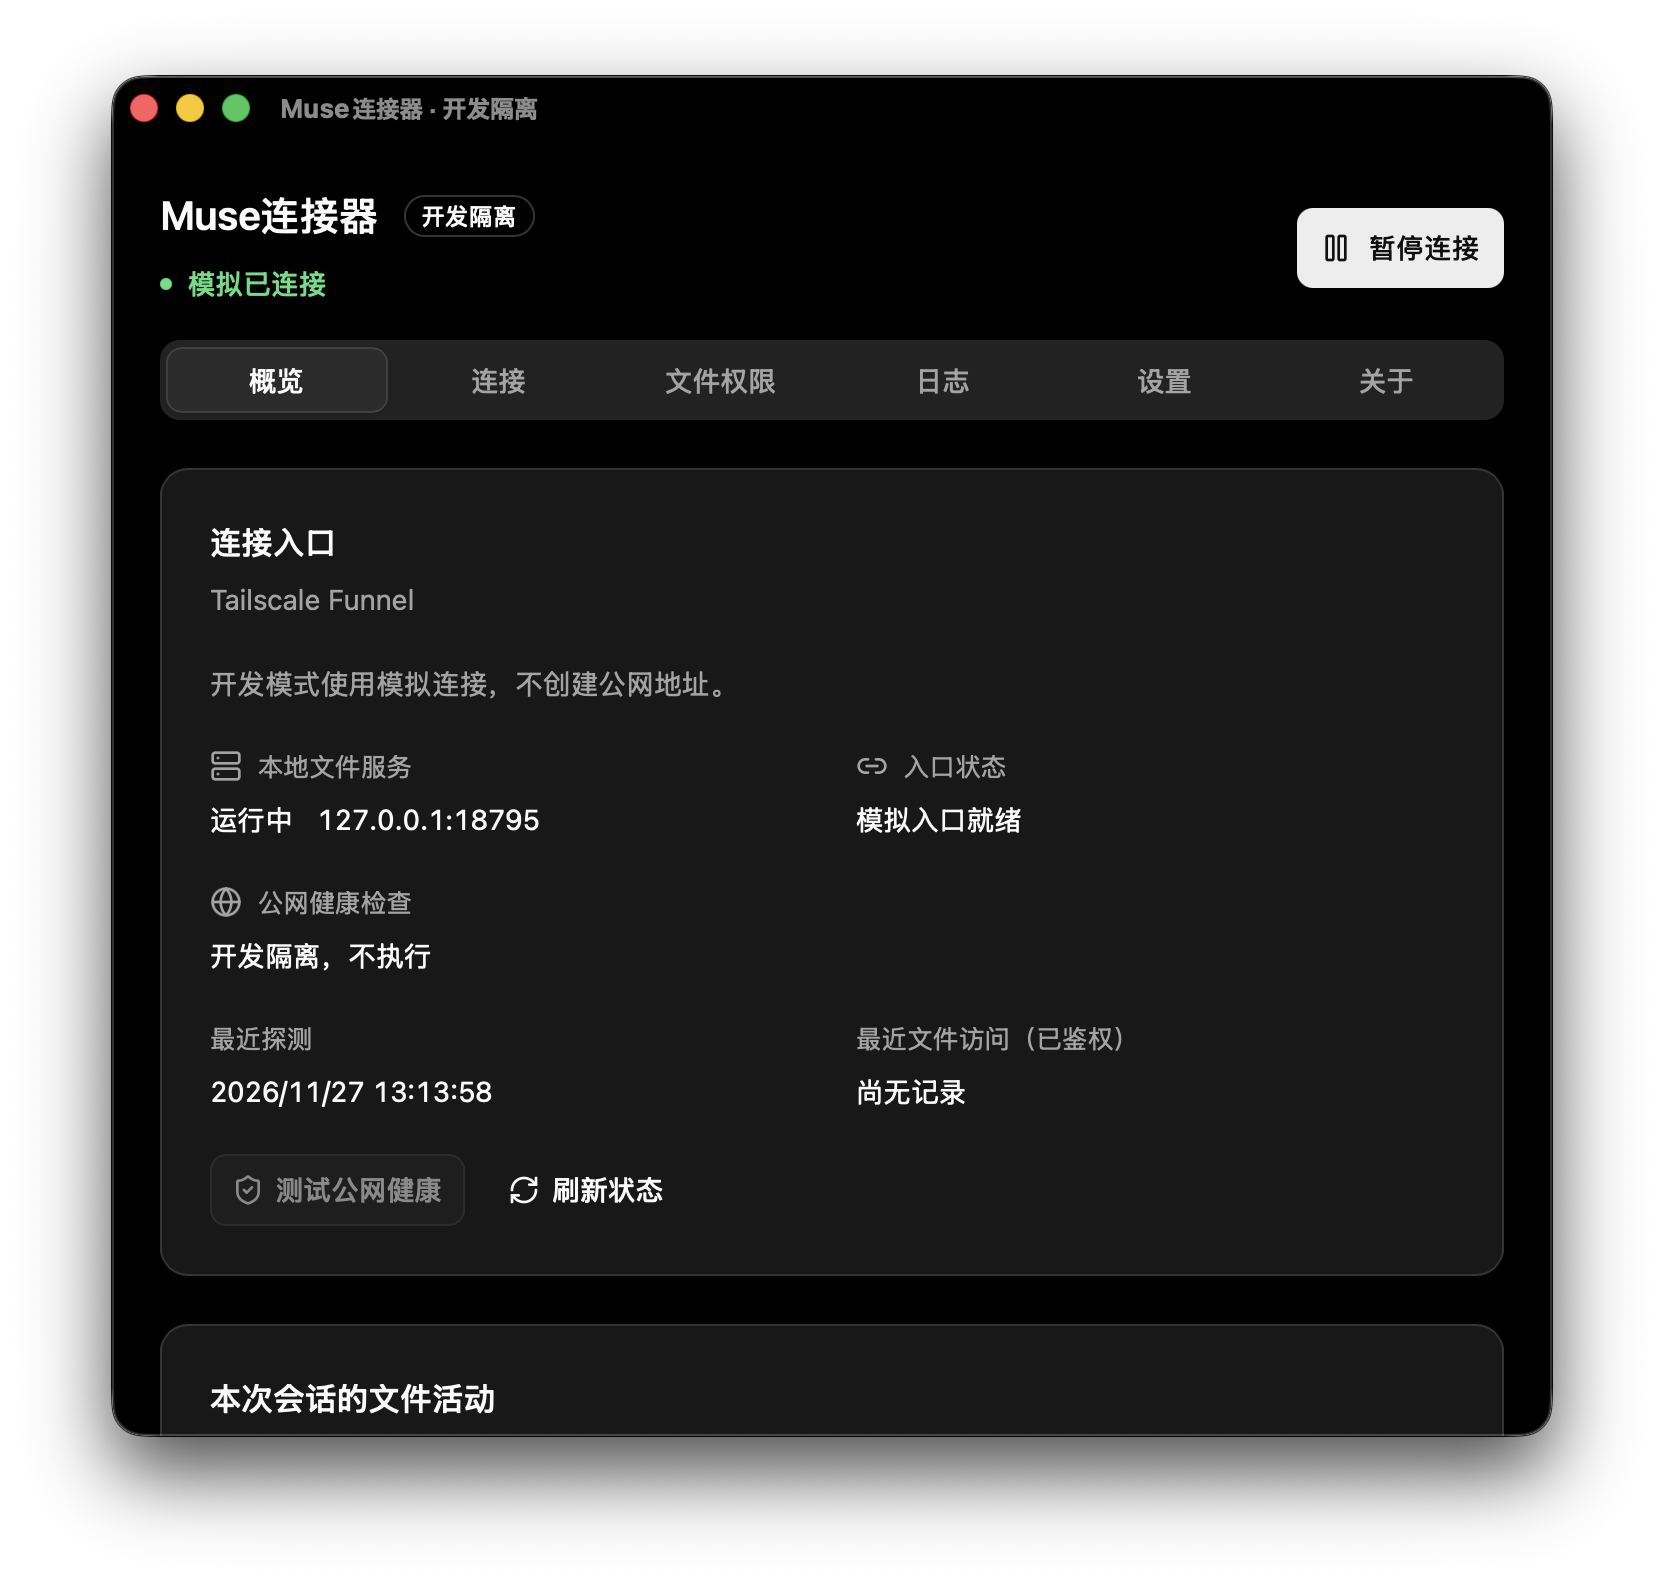 Muse连接器 · 开发隔离
Muse连接器 开发隔离
模拟已连接
暂停连接
概览 连接 文件权限 日志 设置 关于
连接入口
Tailscale Funnel
开发模式使用模拟连接，不创建公网地址。
本地文件服务 入口状态
运行中 127.0.0.1:18795 模拟入口就绪
公网健康检查
开发隔离，不执行
最近探测 最近文件访问（已鉴权）
2026/11/27 13:13:58 尚无记录
测试公网健康 刷新状态
本次会话的文件活动